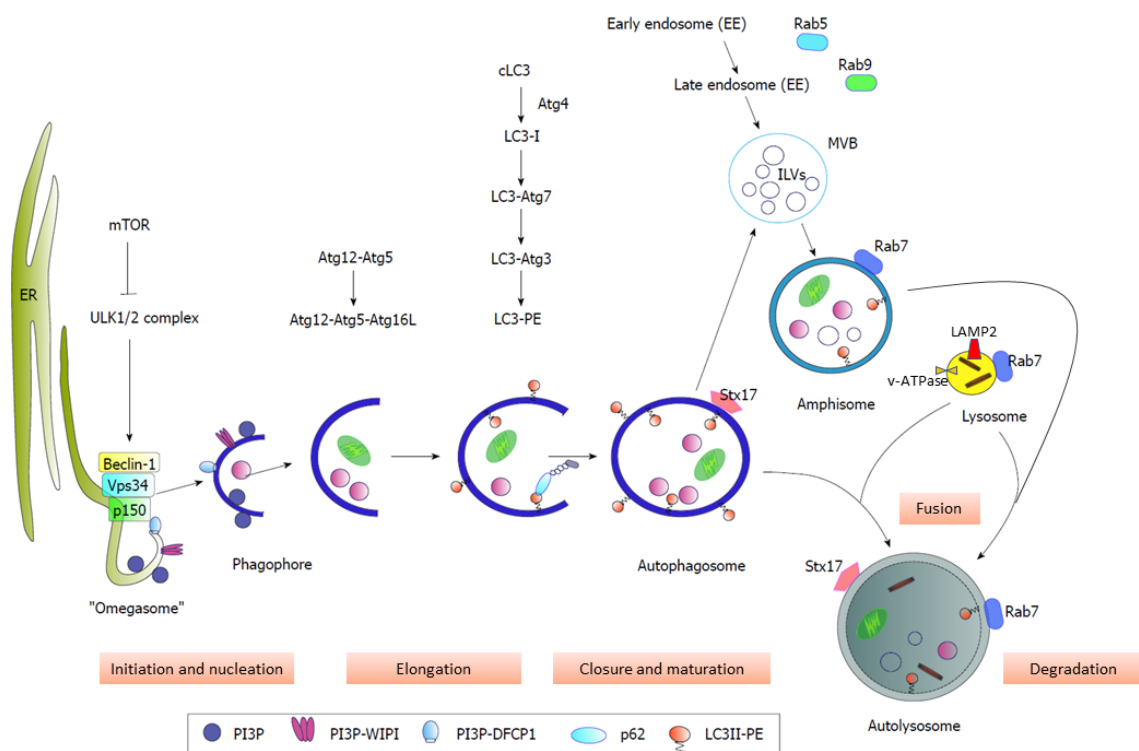 Early endosome (EE)
Rab5
Rab9
Late endosome (EE)
cLC3
Atg4
LC3-I
LC3-Atg7
LC3-Atg3
LC3-PE
MVB
ILVs
mTOR
ULK1/2 complex
ER
Atg12-Atg5
Atg12-Atg5-Atg16L
Rab7
Amphisome
LAMP2
v-ATPase
Rab7
Lysosome
Stx17
Beclin-1
Vps34
p150
"Omegasome"
Phagophore
Autophagosome
Fusion
Stx17
Rab7
Autolysosome
Initiation and nucleation
Elongation
Closure and maturation
Degradation
PI3P
PI3P-WIPI
PI3P-DFCP1
p62
LC3II-PE